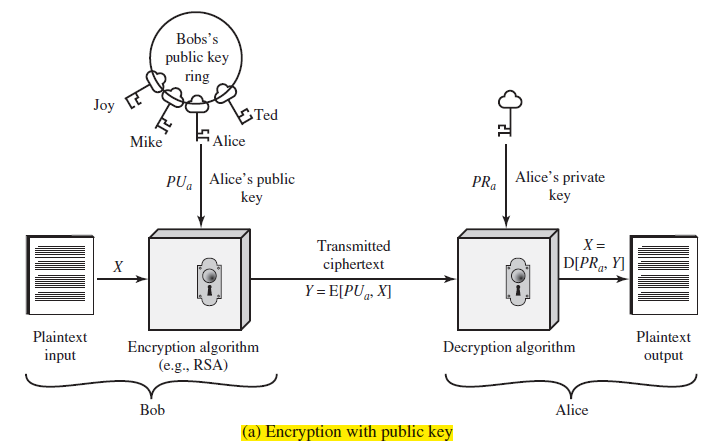 Bobs's
public key
ring
Joy
Ted
Mike
Alice
PUa
Alice's public
key
PRa
Alice's private
key
X
Transmitted
ciphertext
Y = E[PUa, X]
X =
D[PRa, Y]
Plaintext
input
Encryption algorithm
(e.g., RSA)
Decryption algorithm
Plaintext
output
Bob
Alice
(a) Encryption with public key